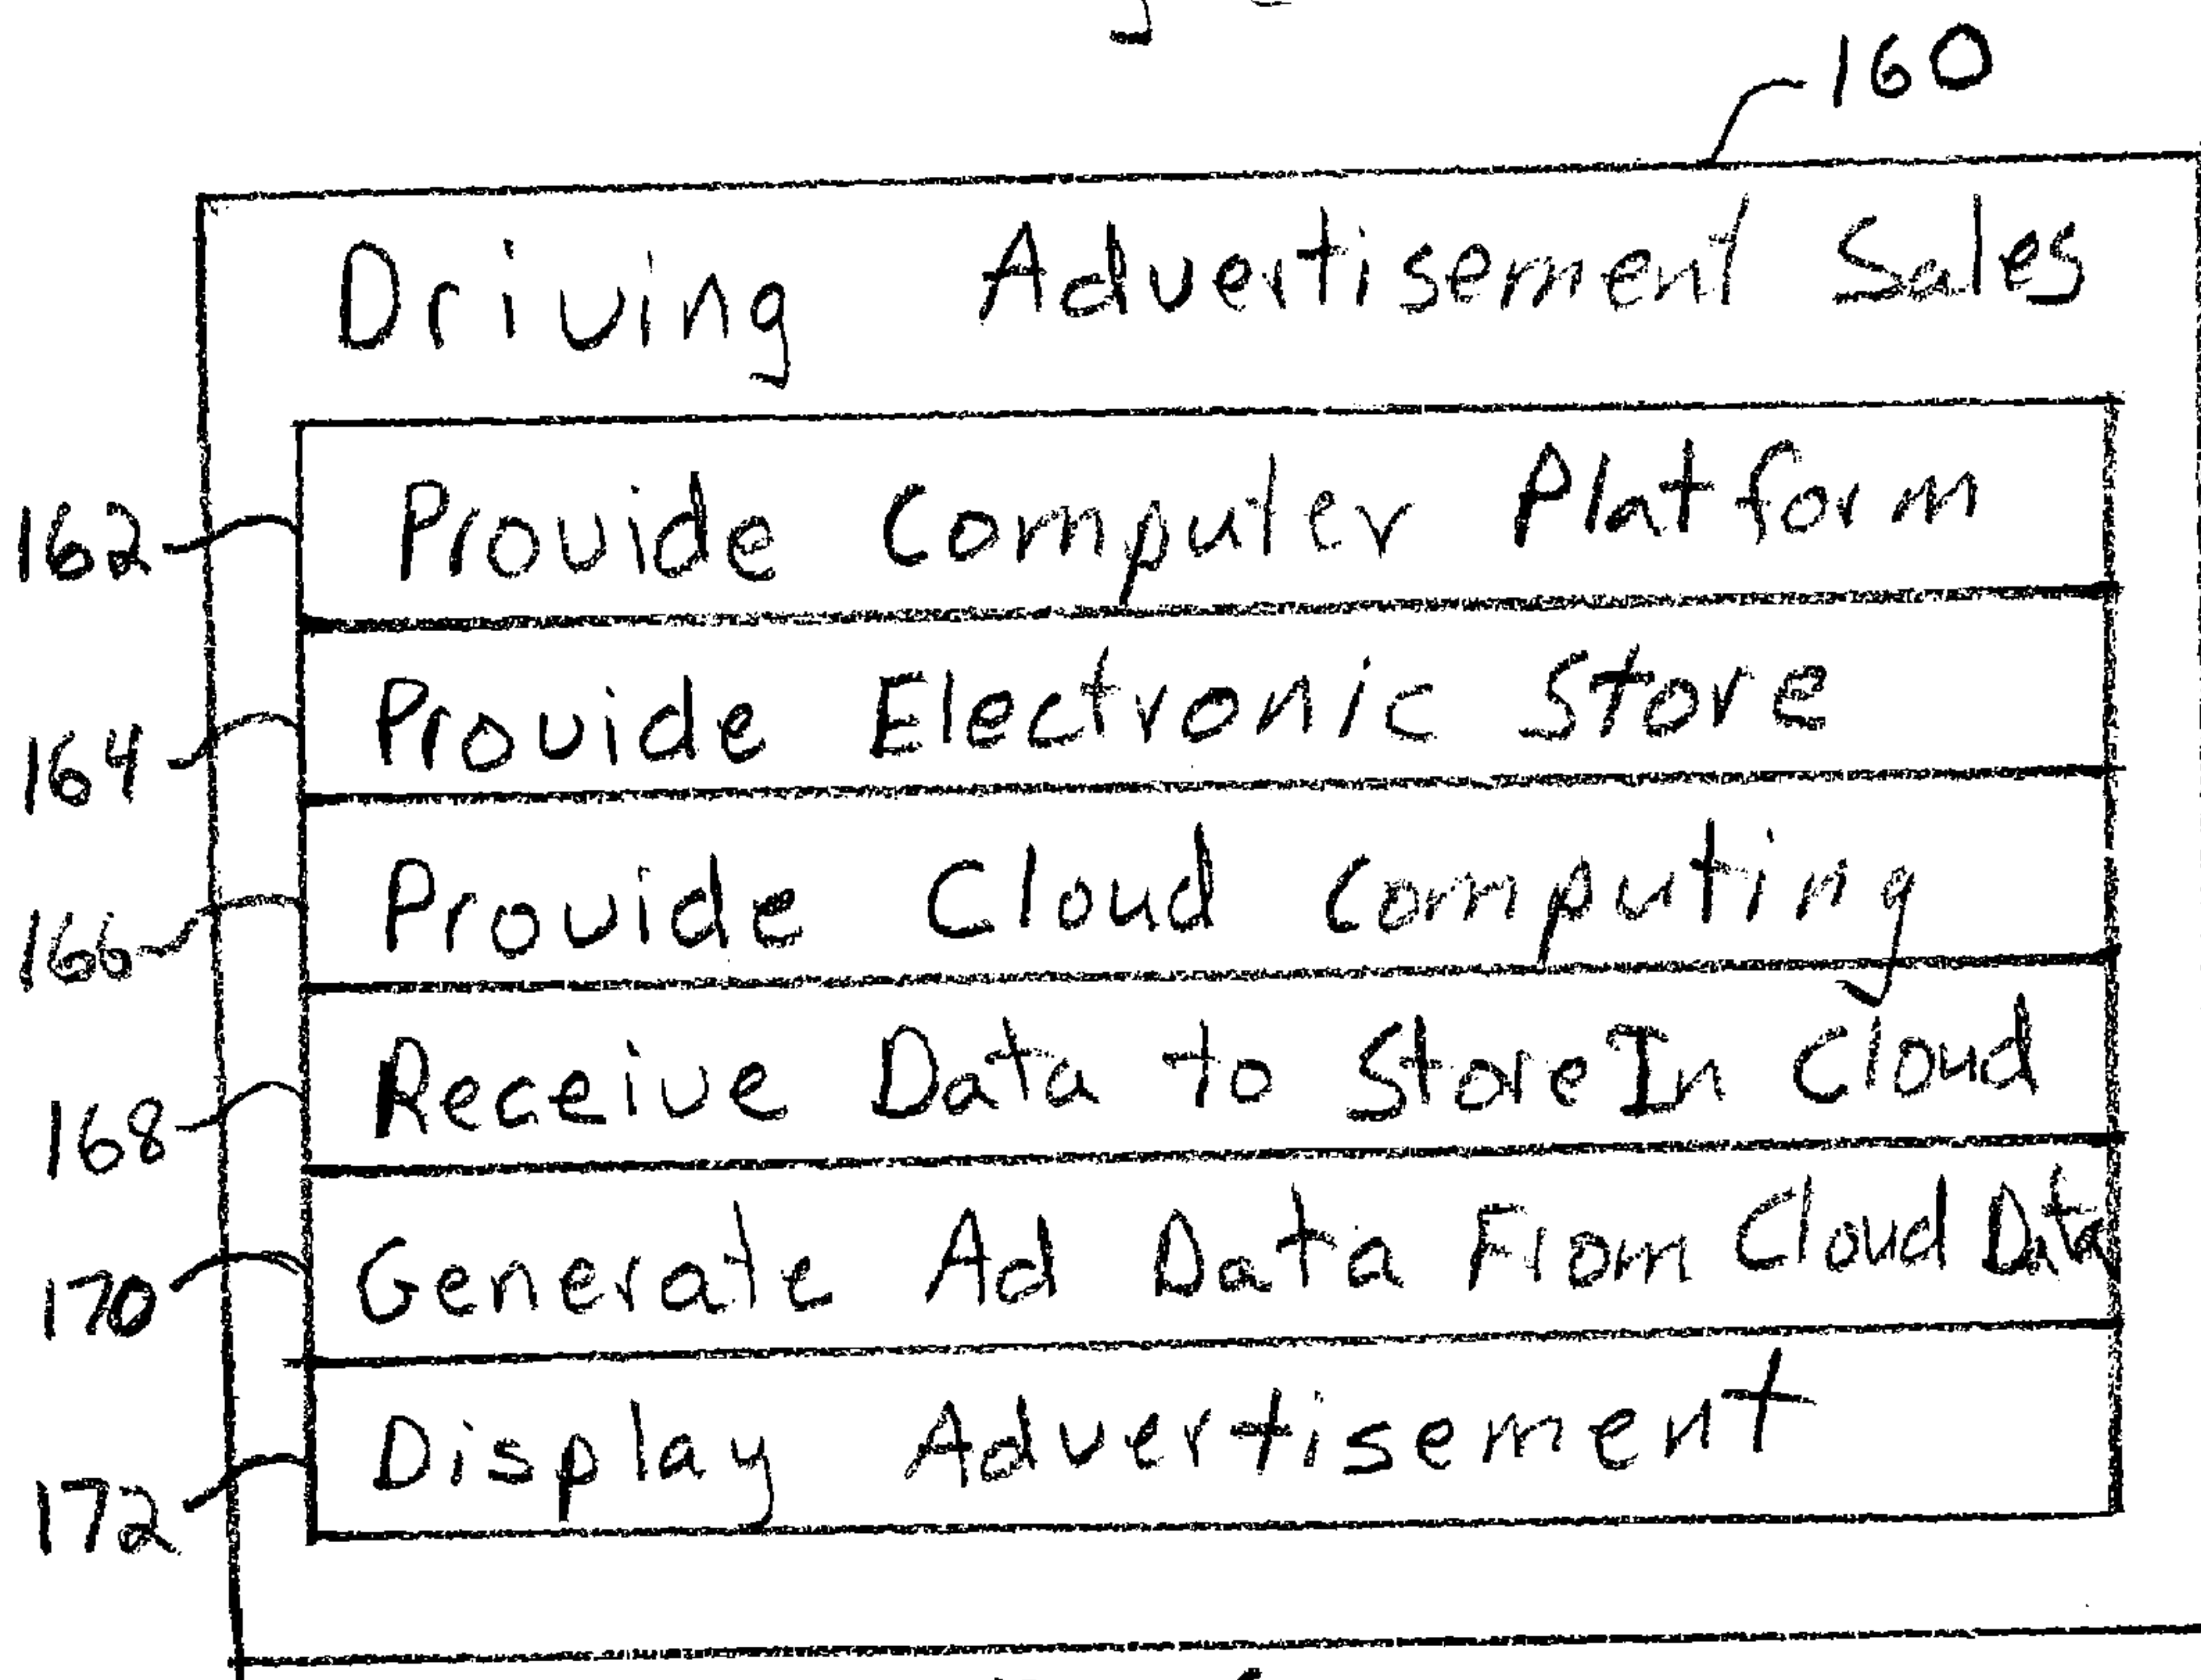 160
Driving Advertisement Sales
162 Provide Computer Platform
164 Provide Electronic Store
166 Provide Cloud Computing
168 Receive Data to Store In Cloud
170 Generate Ad Data From Cloud Data
172 Display Advertisement